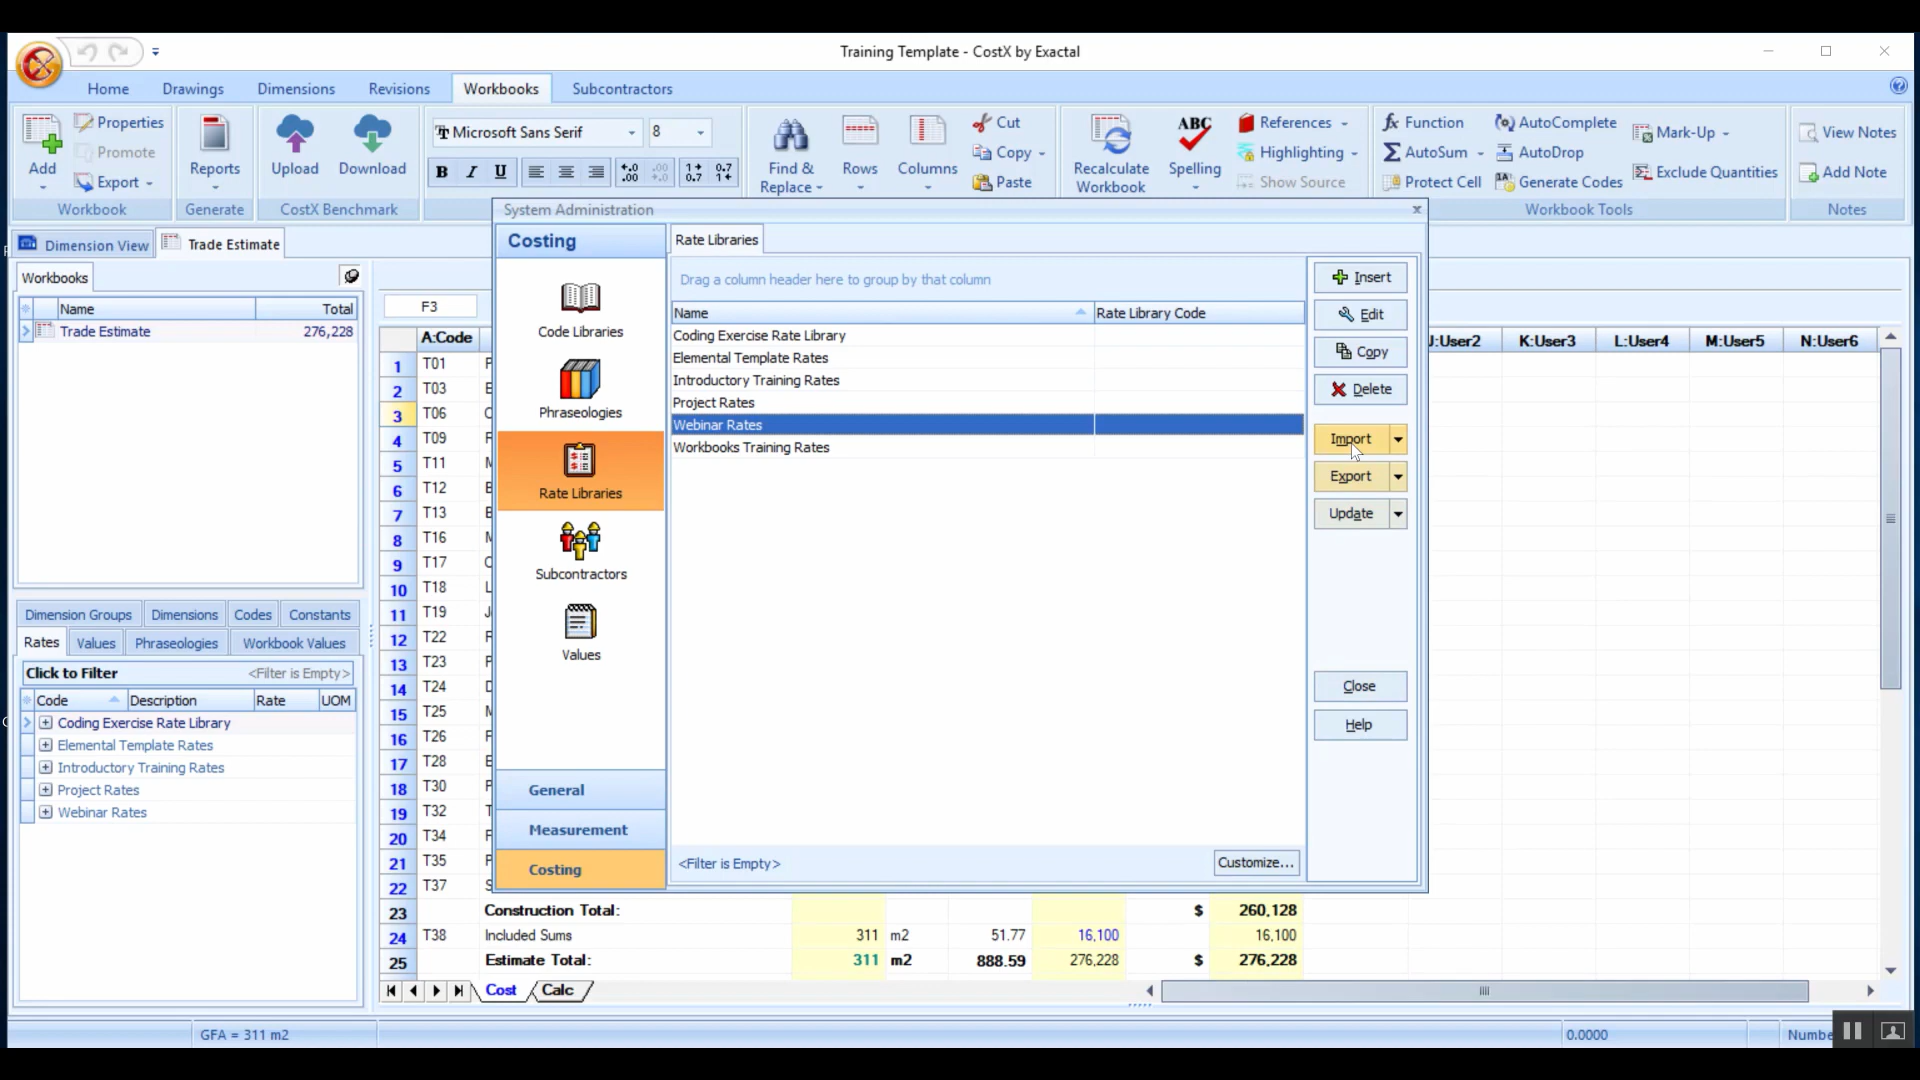 Training Template - CostX by Exactal
Home Drawings Dimensions Revisions Workbooks Subcontractors
Add
Properties
Promote
Export
Workbook
Reports
Generate
Upload Download
CostX Benchmark
Microsoft Sans Serif 8
B I U
Find & Replace
Rows
Columns
Cut
Copy
Paste
Recalculate Workbook
Spelling
References
Highlighting
Show Source
Function
AutoSum
Protect Cell
AutoComplete
AutoDrop
Generate Codes
Mark-Up
Exclude Quantities
Workbook Tools
View Notes
Add Note
Notes
Dimension View Trade Estimate
Workbooks
Name Total
Trade Estimate 276,228
Dimension Groups Dimensions Codes Constants
Rates Values Phraseologies Workbook Values
Click to Filter <Filter is Empty>
Code Description Rate UOM
Coding Exercise Rate Library
Elemental Template Rates
Introductory Training Rates
Project Rates
Webinar Rates
F3
A:Code
1 T01
2 T03
3 T06
4 T09
5 T11
6 T12
7 T13
8 T16
9 T17
10 T18
11 T19
12 T22
13 T23
14 T24
15 T25
16 T26
17 T28
18 T30
19 T32
20 T34
21 T35
22 T37
23 Construction Total: $ 260,128
24 T38 Included Sums 311 m2 51.77 16,100 16,100
25 Estimate Total: 311 m2 888.59 276,228 $ 276,228
Cost Calc
J:User2 K:User3 L:User4 M:User5 N:User6
System Administration
Costing
Code Libraries
Phraseologies
Rate Libraries
Subcontractors
Values
General
Measurement
Costing
Rate Libraries
Drag a column header here to group by that column
Name Rate Library Code
Coding Exercise Rate Library
Elemental Template Rates
Introductory Training Rates
Project Rates
Webinar Rates
Workbooks Training Rates
<Filter is Empty> Customize...
Insert
Edit
Copy
Delete
Import
Export
Update
Close
Help
GFA = 311 m2 0.0000